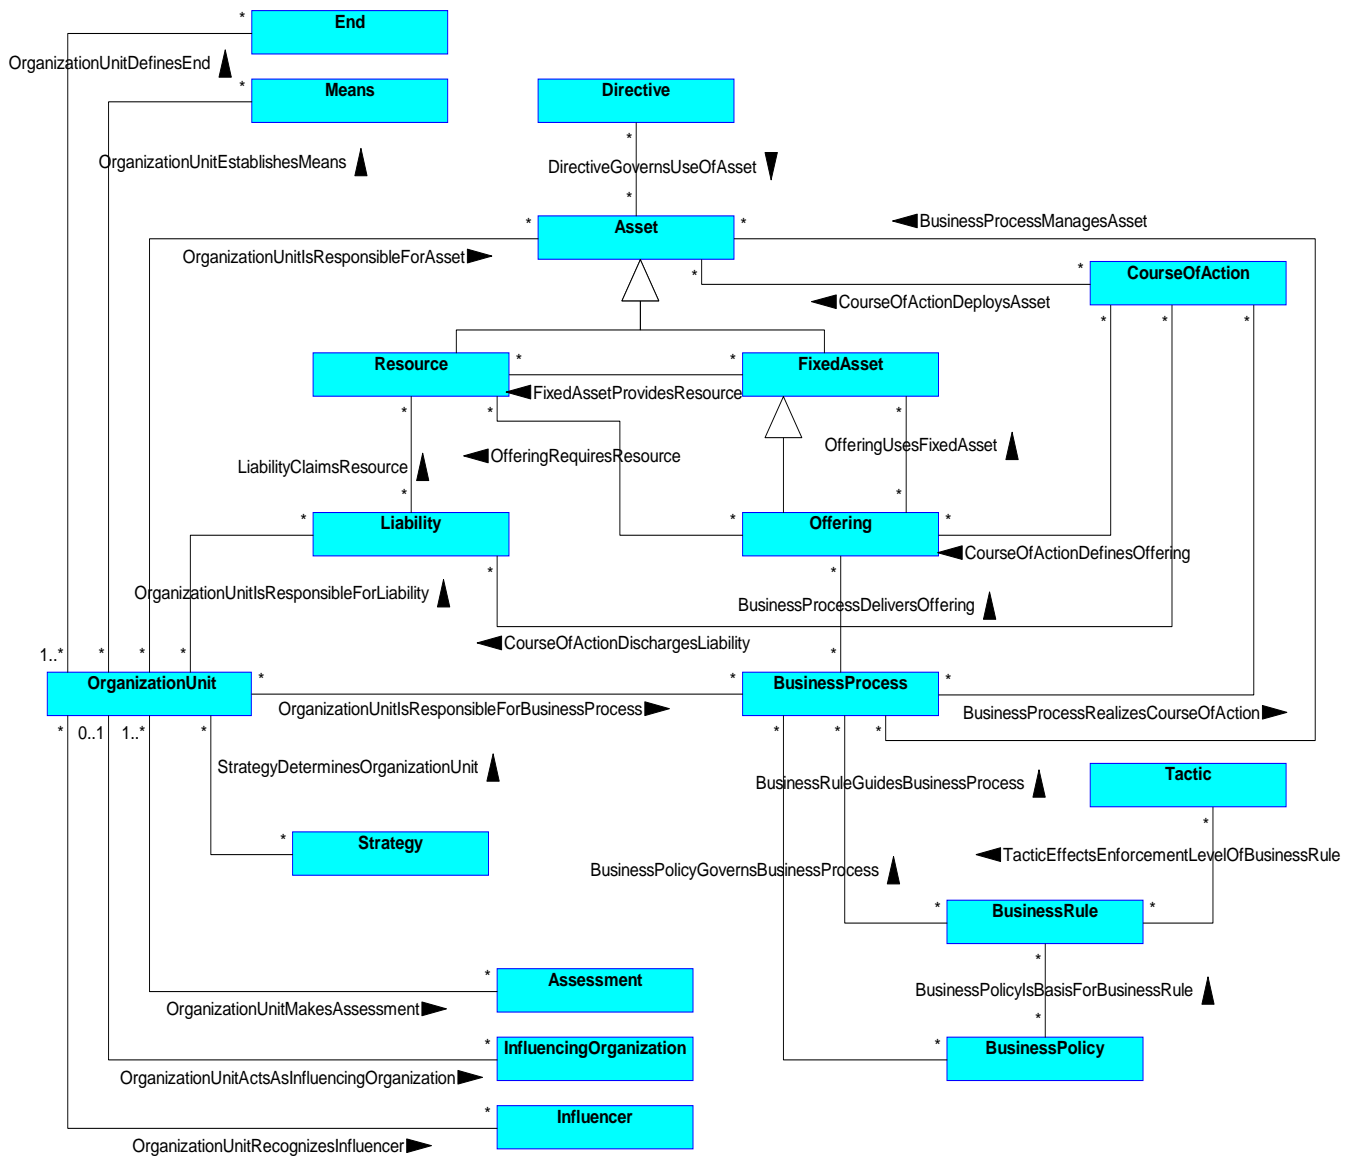 *
End
OrganizationUnitDefinesEnd
*
Means
Directive
*
OrganizationUnitEstablishesMeans
DirectiveGovernsUseOfAsset
*
*
Asset
*
BusinessProcessManagesAsset
OrganizationUnitIsResponsibleForAsset
*
*
CourseOfAction
CourseOfActionDeploysAsset
*
*
*
Resource
*
*
FixedAsset
FixedAssetProvidesResource
*
*
*
OfferingUsesFixedAsset
OfferingRequiresResource
LiabilityClaimsResource
*
*
*
Liability
*
Offering
*
CourseOfActionDefinesOffering
*
*
OrganizationUnitIsResponsibleForLiability
BusinessProcessDeliversOffering
CourseOfActionDischargesLiability
1..*
*
*
*
*
OrganizationUnit
*
*
BusinessProcess
*
OrganizationUnitIsResponsibleForBusinessProcess
BusinessProcessRealizesCourseOfAction
*
0..1
1..*
*
*
*
*
StrategyDeterminesOrganizationUnit
BusinessRuleGuidesBusinessProcess
Tactic
*
*
Strategy
TacticEffectsEnforcementLevelOfBusinessRule
BusinessPolicyGovernsBusinessProcess
*
BusinessRule
*
*
*
Assessment
BusinessPolicyIsBasisForBusinessRule
OrganizationUnitMakesAssessment
*
*
InfluencingOrganization
*
BusinessPolicy
OrganizationUnitActsAsInfluencingOrganization
*
Influencer
OrganizationUnitRecognizesInfluencer